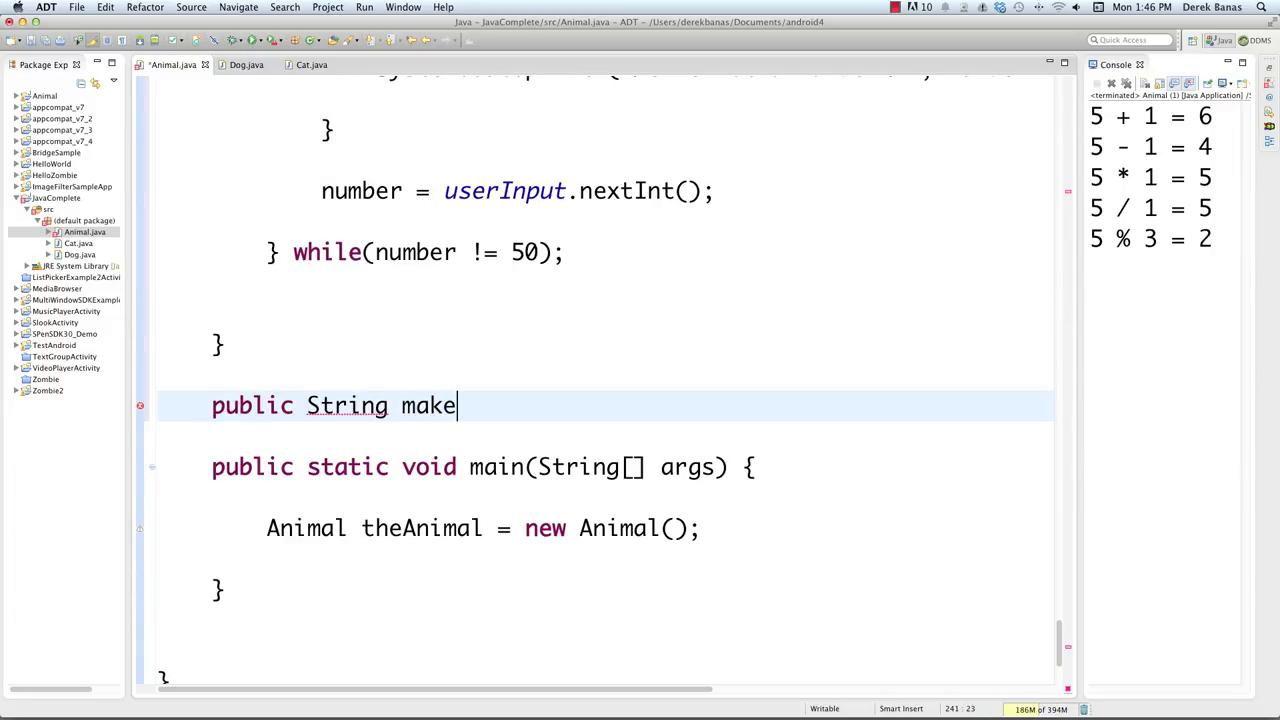 ADT File Edit Refactor Source Navigate Search Project Run Window Help 10 Mon 1:46 PM Derek Banas
Java – JavaComplete/src/Animal.java – ADT – /Users/derekbanas/Documents/android4
Quick Access Java DDMS
Package Exp
*Animal.java Dog.java Cat.java
Console
<terminated> Animal (1) [Java Application] /S
Animal
appcompat_v7
appcompat_v7_2
appcompat_v7_3
appcompat_v7_4
BridgeSample
HelloWorld
HelloZombie
ImageFilterSampleApp
JavaComplete
src
(default package)
Animal.java
Cat.java
Dog.java
JRE System Library [Ja
ListPickerExample2Activi
MediaBrowser
MultiWindowSDKExample
MusicPlayerActivity
SlookActivity
SPenSDK30_Demo
TestAndroid
TextGroupActivity
VideoPlayerActivity
Zombie
Zombie2
}
number = userInput.nextInt();
} while(number != 50);
}
public String make
public static void main(String[] args) {
Animal theAnimal = new Animal();
}
}
5 + 1 = 6
5 - 1 = 4
5 * 1 = 5
5 / 1 = 5
5 % 3 = 2
Writable Smart Insert 241 : 23 186M of 394M